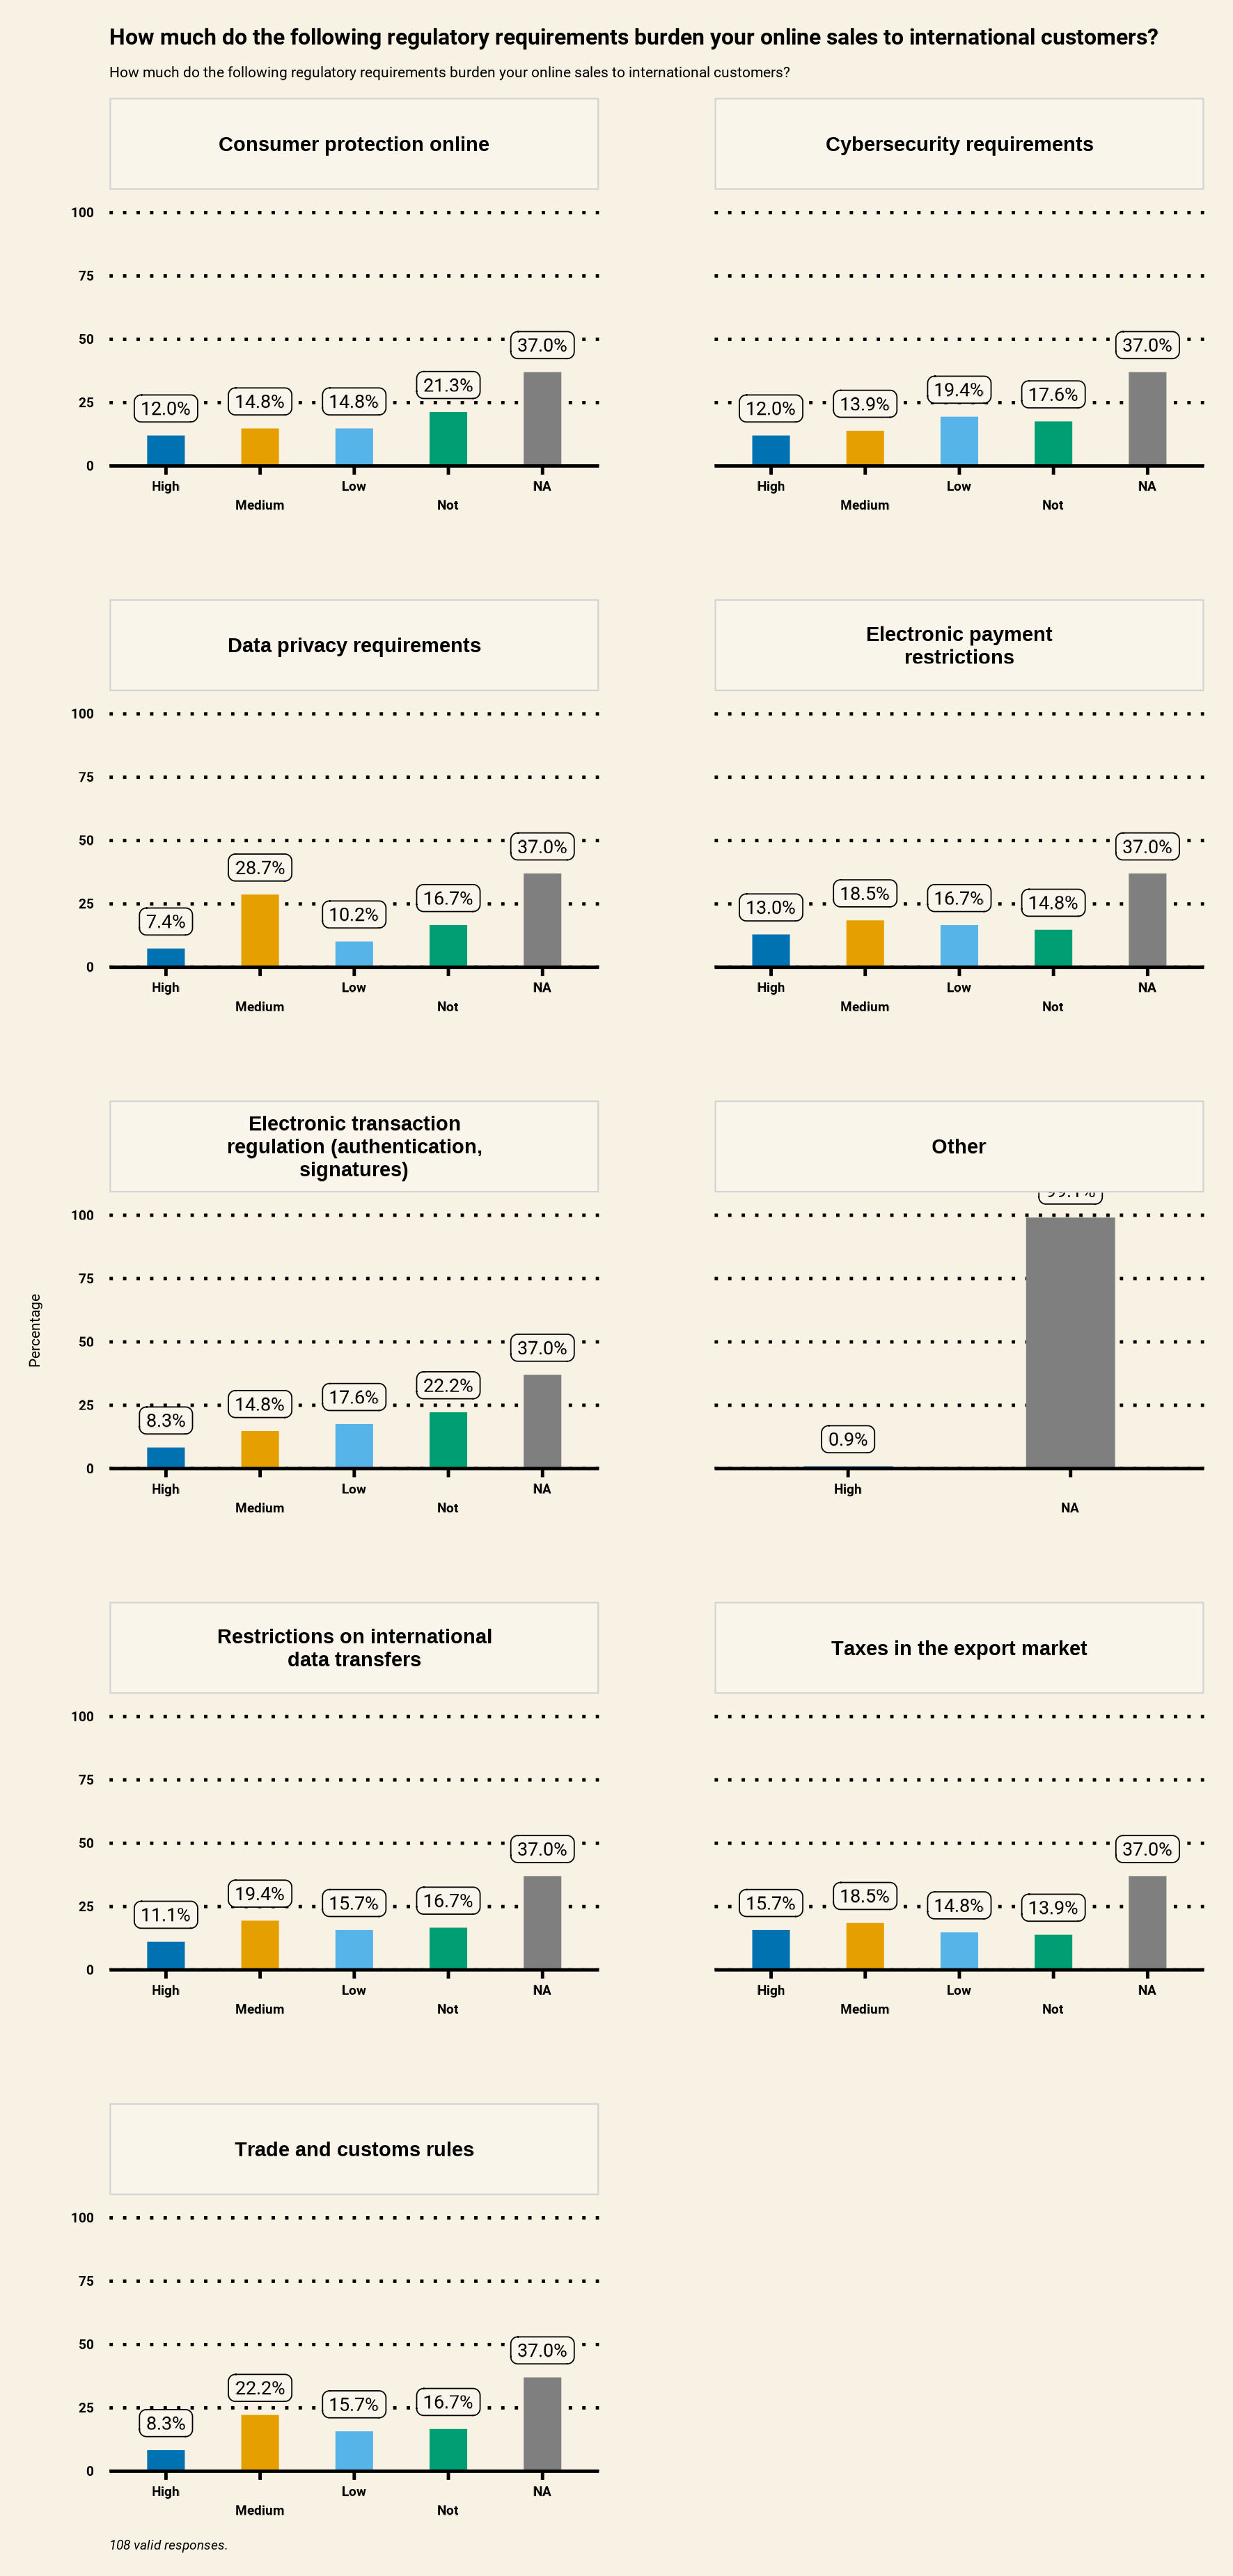 How much do the following regulatory requirements burden your online sales to international customers?
How much do the following regulatory requirements burden your online sales to international customers?
Consumer protection online
Cybersecurity requirements
100
75
50
25
0
37.0%
21.3%
14.8%
14.8%
12.0%
High
Medium
Low
Not
NA
37.0%
19.4%
17.6%
13.9%
12.0%
High
Medium
Low
Not
NA
Data privacy requirements
Electronic payment
restrictions
100
75
50
25
0
7.4%
28.7%
10.2%
16.7%
37.0%
High
Medium
Low
Not
NA
13.0%
18.5%
16.7%
14.8%
37.0%
High
Medium
Low
Not
NA
Electronic transaction
regulation (authentication,
signatures)
Other
Percentage
100
75
50
25
0
8.3%
14.8%
17.6%
22.2%
37.0%
High
Medium
Low
Not
NA
0.9%
99.1%
High
NA
Restrictions on international
data transfers
Taxes in the export market
100
75
50
25
0
11.1%
19.4%
15.7%
16.7%
37.0%
High
Medium
Low
Not
NA
15.7%
18.5%
14.8%
13.9%
37.0%
High
Medium
Low
Not
NA
Trade and customs rules
100
75
50
25
0
8.3%
22.2%
15.7%
16.7%
37.0%
High
Medium
Low
Not
NA
108 valid responses.